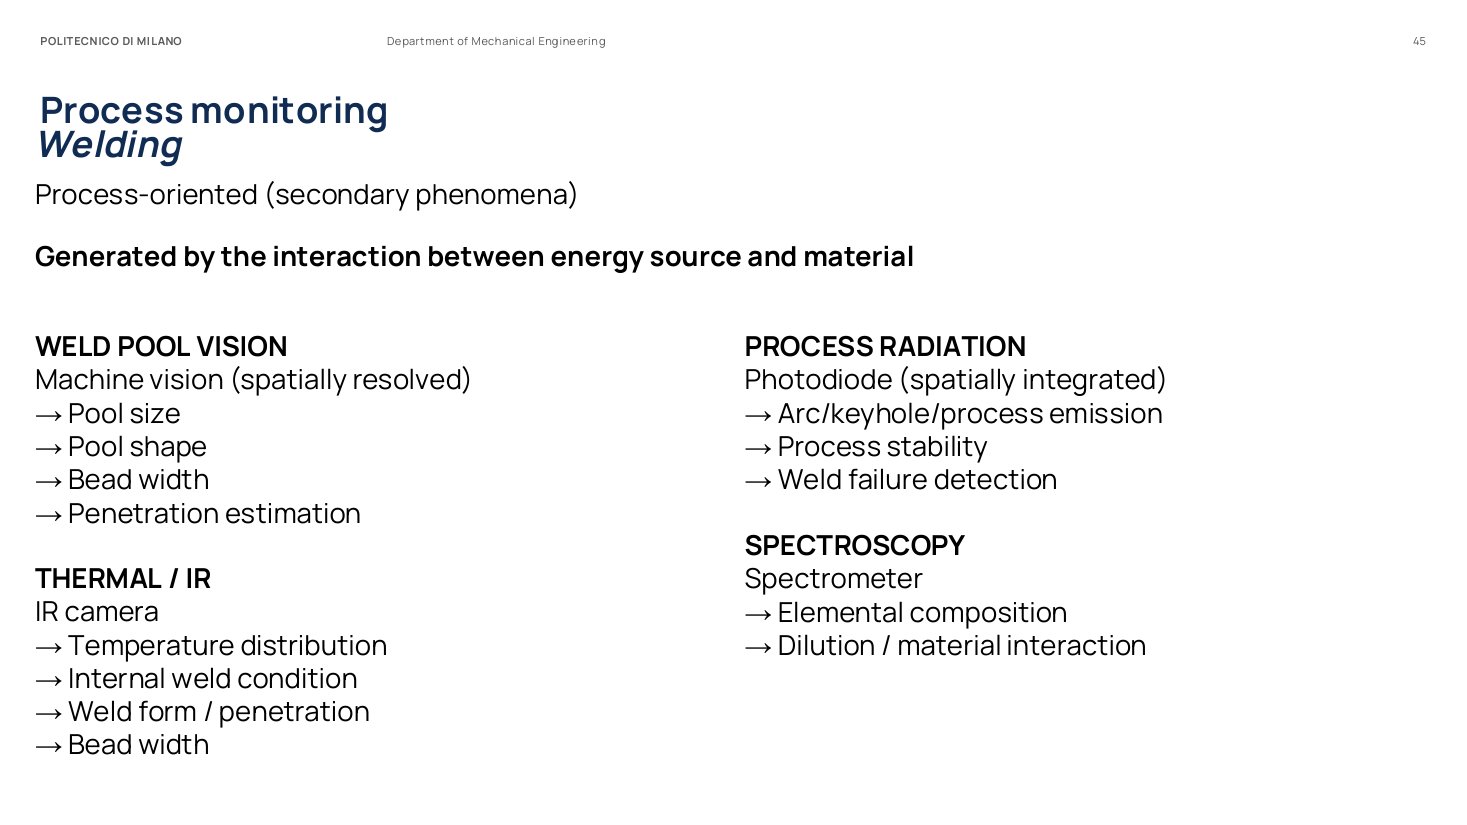 POLITECNICO DI MILANO
Department of Mechanical Engineering
45
Process monitoring
Welding
Process-oriented (secondary phenomena)
Generated by the interaction between energy source and material
WELD POOL VISION
Machine vision (spatially resolved)
→ Pool size
→ Pool shape
→ Bead width
→ Penetration estimation
THERMAL / IR
IR camera
→ Temperature distribution
→ Internal weld condition
→ Weld form / penetration
→ Bead width
PROCESS RADIATION
Photodiode (spatially integrated)
→ Arc/keyhole/process emission
→ Process stability
→ Weld failure detection
SPECTROSCOPY
Spectrometer
→ Elemental composition
→ Dilution / material interaction